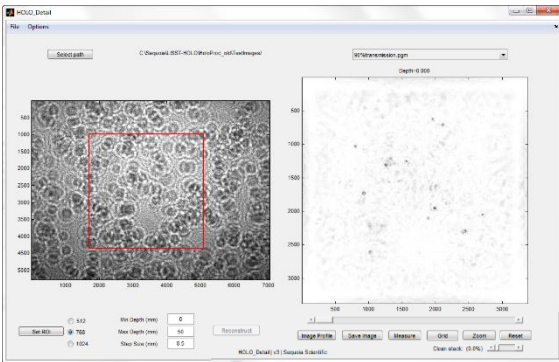 HOLO_Detail
File Options
Select path
C:\Sequoia\LISST-HOLO\HoloProc_old\TestImages/
90%transmission.pgm
Depth=0.000
500
1000
1500
2000
2500
3000
3500
4000
4500
5000
1000 2000 3000 4000 5000 6000 7000
500
1000
1500
2000
2500
3000
500 1000 1500 2000 2500 3000
Set ROI
512
768
1024
Min Depth (mm) 0
Max Depth (mm) 50
Step Size (mm) 0.5
Reconstruct
Image Profile Save Image Measure Grid Zoom Reset
Clean stack: (0.0%)
HOLO_Detail | v3 | Sequoia Scientific